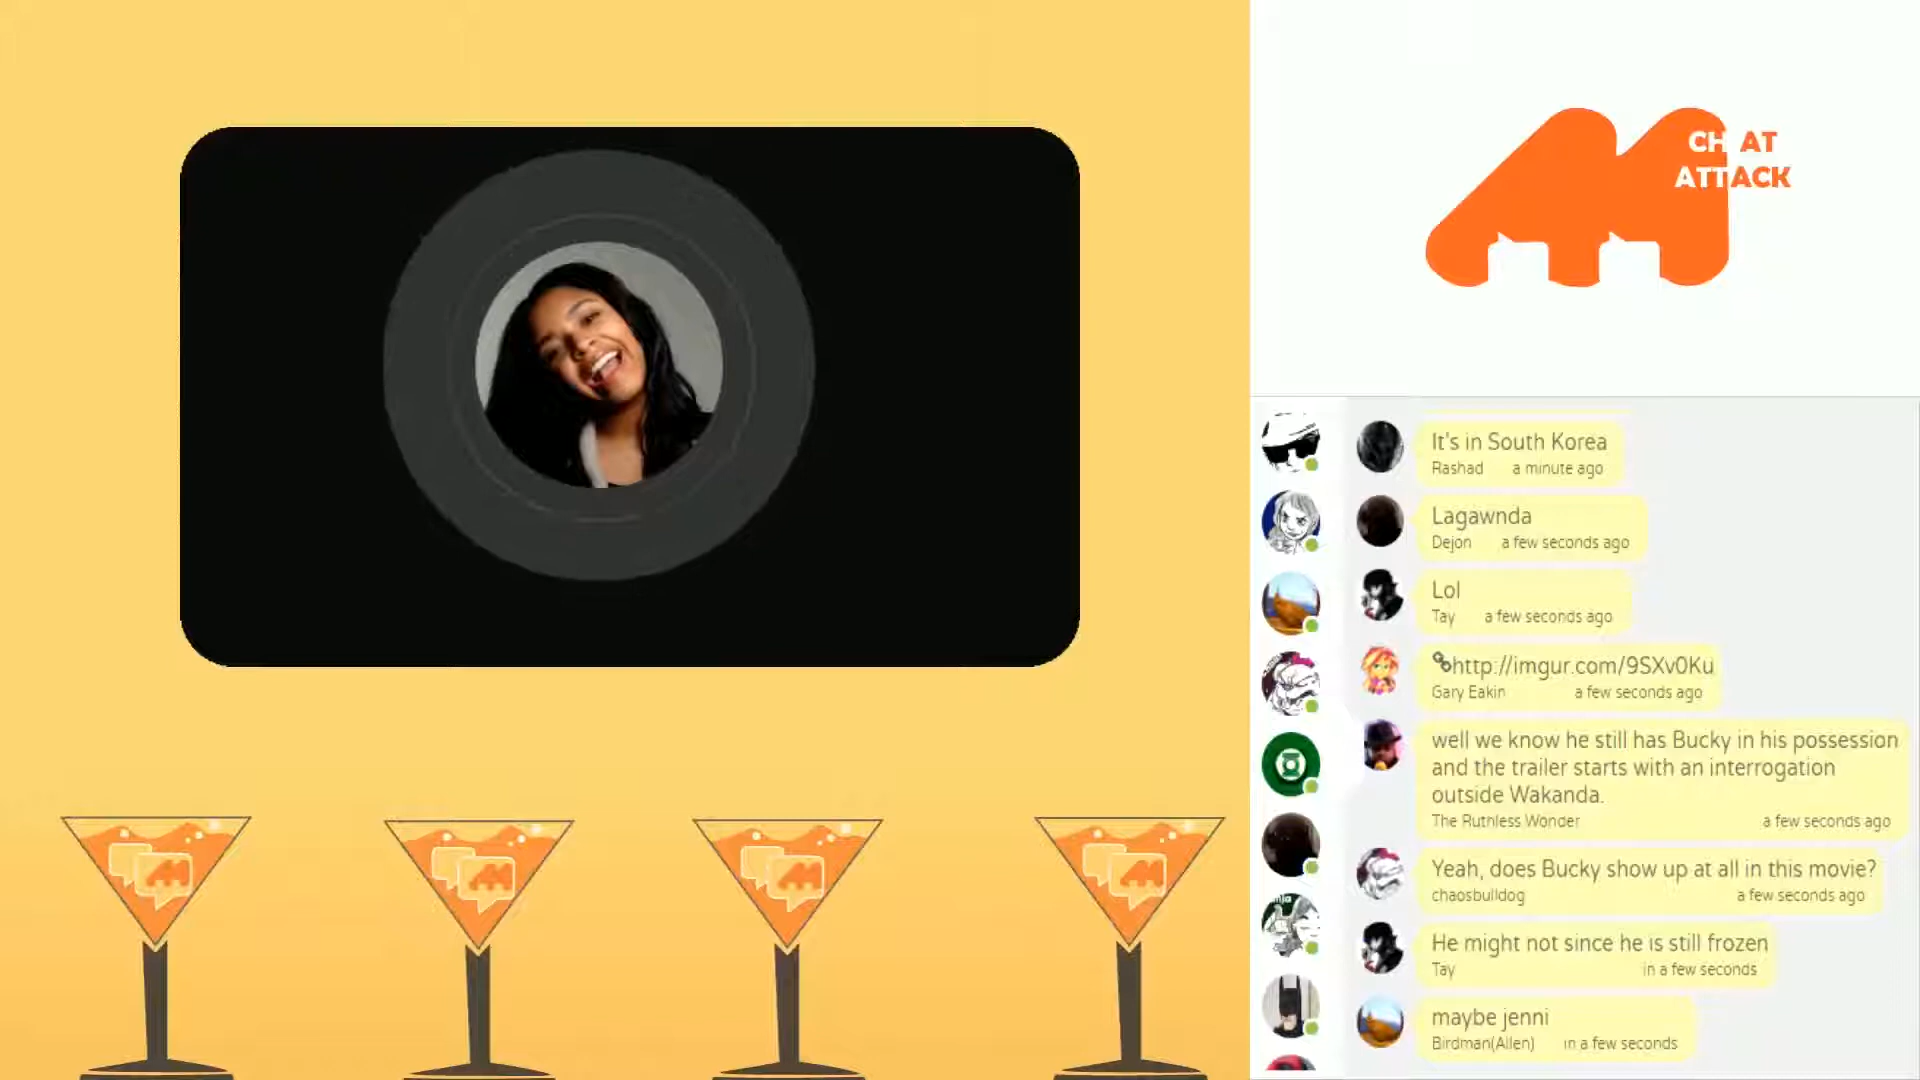 CHAT
ATTACK
It's in South Korea
Rashad a minute ago
Lagawnda
Dejon a few seconds ago
Lol
Tay a few seconds ago
http://imgur.com/9SXv0Ku
Gary Eakin a few seconds ago
well we know he still has Bucky in his possession
and the trailer starts with an interrogation
outside Wakanda.
The Ruthless Wonder a few seconds ago
Yeah, does Bucky show up at all in this movie?
chaosbulldog a few seconds ago
He might not since he is still frozen
Tay in a few seconds
maybe jenni
Birdman(Allen) in a few seconds